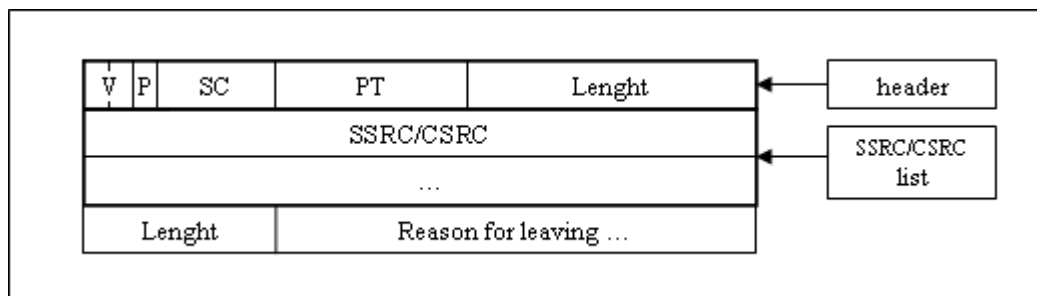 V P SC PT Lenght header
SSRC/CSRC
SSRC/CSRC
list
...
Lenght Reason for leaving ...